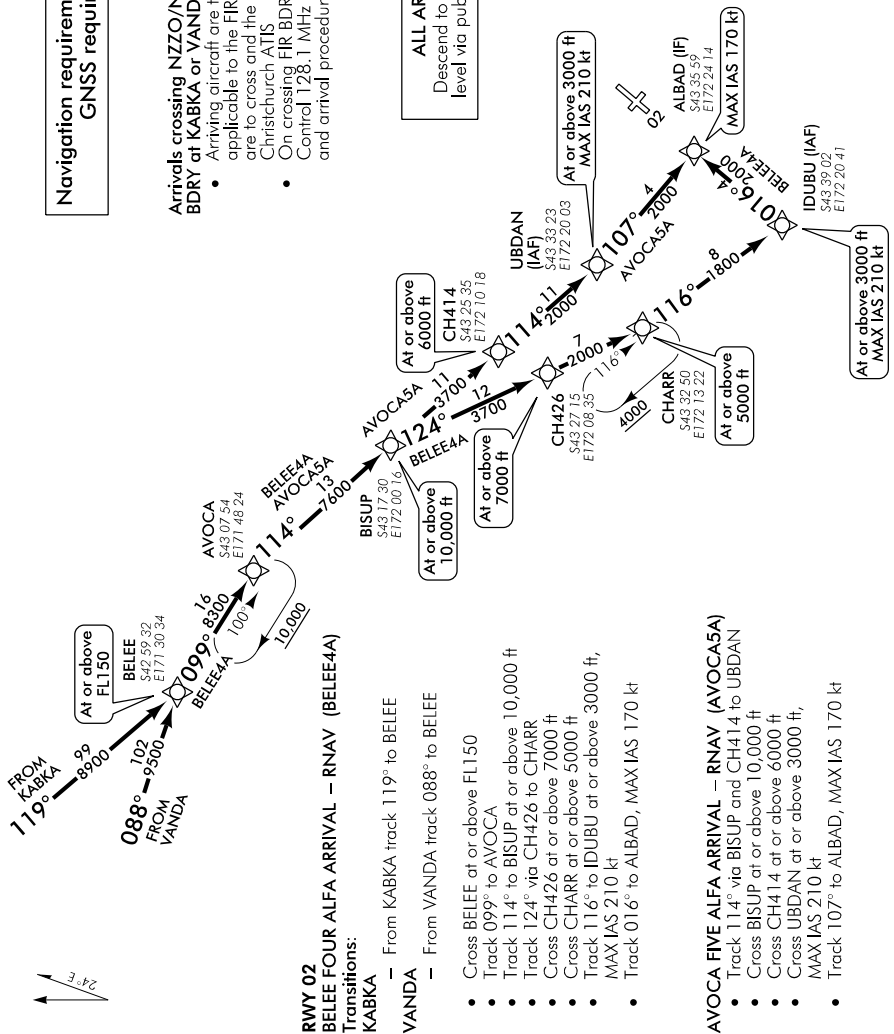 Navigation requirem
GNSS requi
Arrivals crossing NZZO/N
BDRY at KABKA or VAND
• Arriving aircraft are t
applicable to the FIR
are to cross and the
Christchurch ATIS
• On crossing FIR BDR
Control 128.1 MHz
and arrival procedur
ALL AR
Descend to
level via pub
24°E
FROM
KABKA
119°
99
8900
088°
102
9500
FROM
VANDA
At or above
FL150
BELEE
S42 59 32
E171 30 34
099°
16
8300
BELEE4A
100°
10,000
AVOCA
S43 07 54
E171 48 24
114°
BELEE4A
AVOCA5A
13
7600
BISUP
S43 17 30
E172 00 16
At or above
10,000 ft
AVOCA5A
11
3700
124°
12
3700
BELEE4A
At or above
6000 ft
CH414
S43 25 35
E172 10 18
114°
11
2000
At or above
7000 ft
CH426
S43 27 15
E172 08 35
7
2000
116°
4000
CHARR
S43 32 50
E172 13 22
At or above
5000 ft
116°
8
1800
UBDAN
(IAF)
S43 33 23
E172 20 03
At or above 3000 ft
MAX IAS 210 kt
107°
4
2000
AVOCA5A
02
ALBAD (IF)
S43 35 59
E172 24 14
MAX IAS 170 kt
016°
4
2000
BELEE4A
IDUBU (IAF)
S43 39 02
E172 20 41
At or above 3000 ft
MAX IAS 210 kt
RWY 02
BELEE FOUR ALFA ARRIVAL – RNAV (BELEE4A)
Transitions:
KABKA
– From KABKA track 119° to BELEE
VANDA
– From VANDA track 088° to BELEE
• Cross BELEE at or above FL150
• Track 099° to AVOCA
• Track 114° to BISUP at or above 10,000 ft
• Track 124° via CH426 to CHARR
• Cross CH426 at or above 7000 ft
• Cross CHARR at or above 5000 ft
• Track 116° to IDUBU at or above 3000 ft,
MAX IAS 210 kt
• Track 016° to ALBAD, MAX IAS 170 kt
AVOCA FIVE ALFA ARRIVAL – RNAV (AVOCA5A)
• Track 114° via BISUP and CH414 to UBDAN
• Cross BISUP at or above 10,000 ft
• Cross CH414 at or above 6000 ft
• Cross UBDAN at or above 3000 ft,
MAX IAS 210 kt
• Track 107° to ALBAD, MAX IAS 170 kt